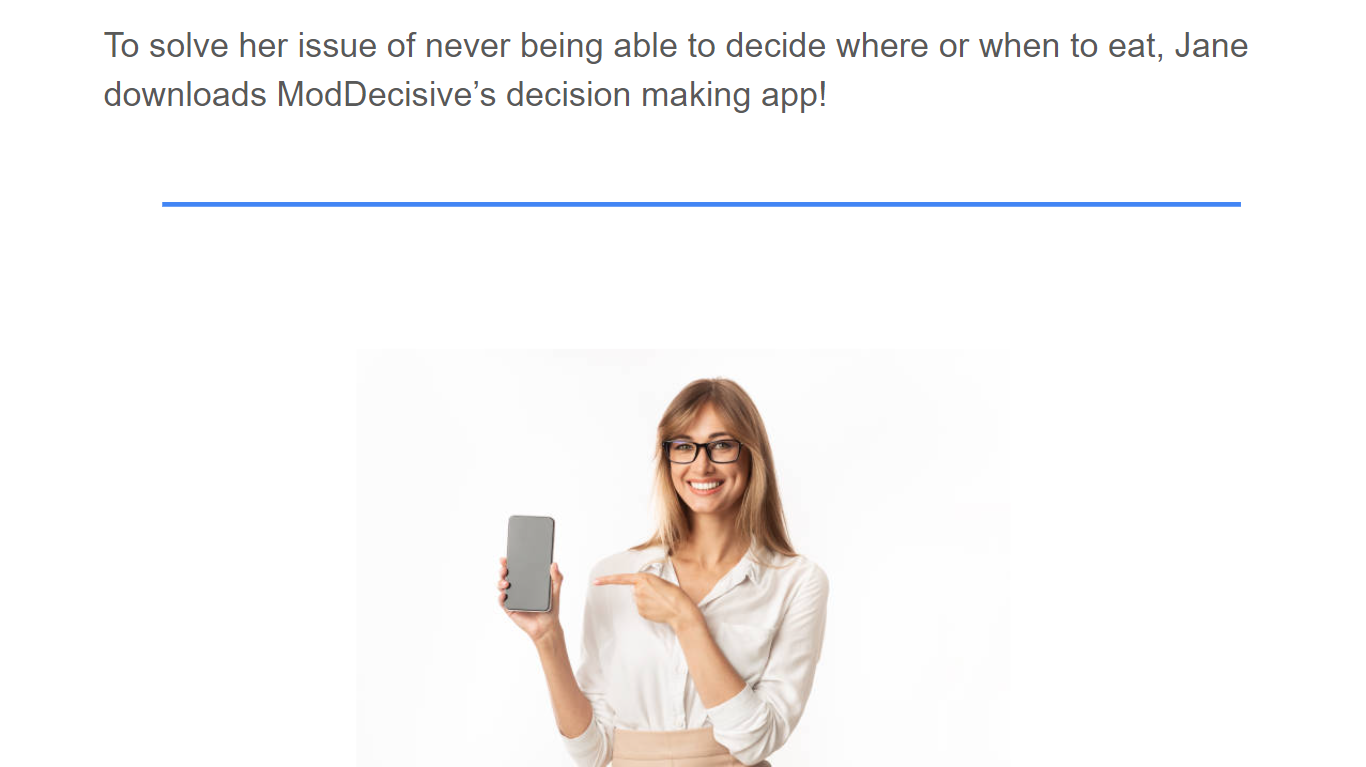 To solve her issue of never being able to decide where or when to eat, Jane
downloads ModDecisive’s decision making app!